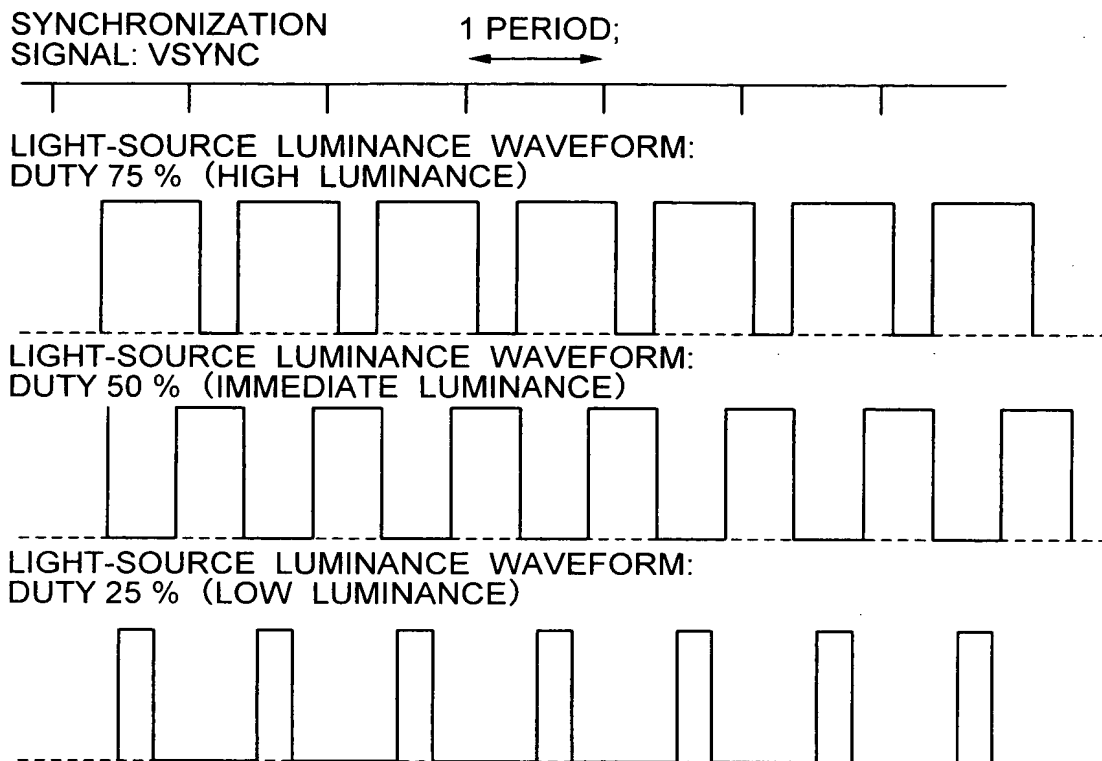 SYNCHRONIZATION
SIGNAL: VSYNC
1 PERIOD;
LIGHT-SOURCE LUMINANCE WAVEFORM:
DUTY 75 % (HIGH LUMINANCE)
LIGHT-SOURCE LUMINANCE WAVEFORM:
DUTY 50 % (IMMEDIATE LUMINANCE)
LIGHT-SOURCE LUMINANCE WAVEFORM:
DUTY 25 % (LOW LUMINANCE)